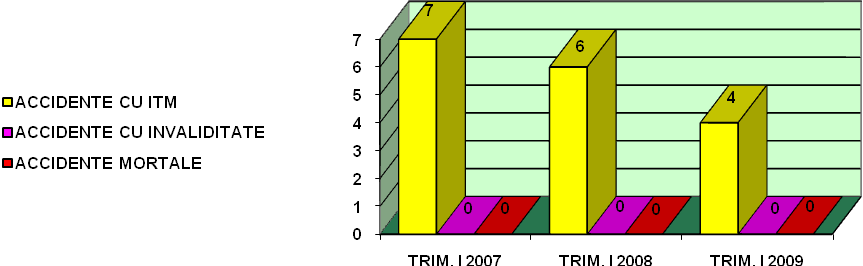 ACCIDENTE CU ITM
ACCIDENTE CU INVALIDITATE
ACCIDENTE MORTALE
7
6
5
4
3
2
1
0
7
0
0
6
0
0
4
0
0
TRIM. I 2007
TRIM. I 2008
TRIM. I 2009